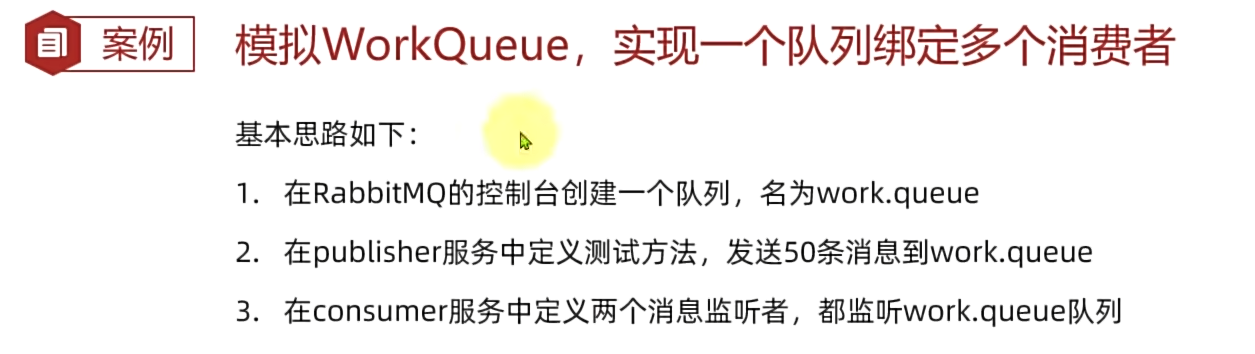 案例
模拟WorkQueue，实现一个队列绑定多个消费者
基本思路如下：
1. 在RabbitMQ的控制台创建一个队列，名为work.queue
2. 在publisher服务中定义测试方法，发送50条消息到work.queue
3. 在consumer服务中定义两个消息监听者，都监听work.queue队列